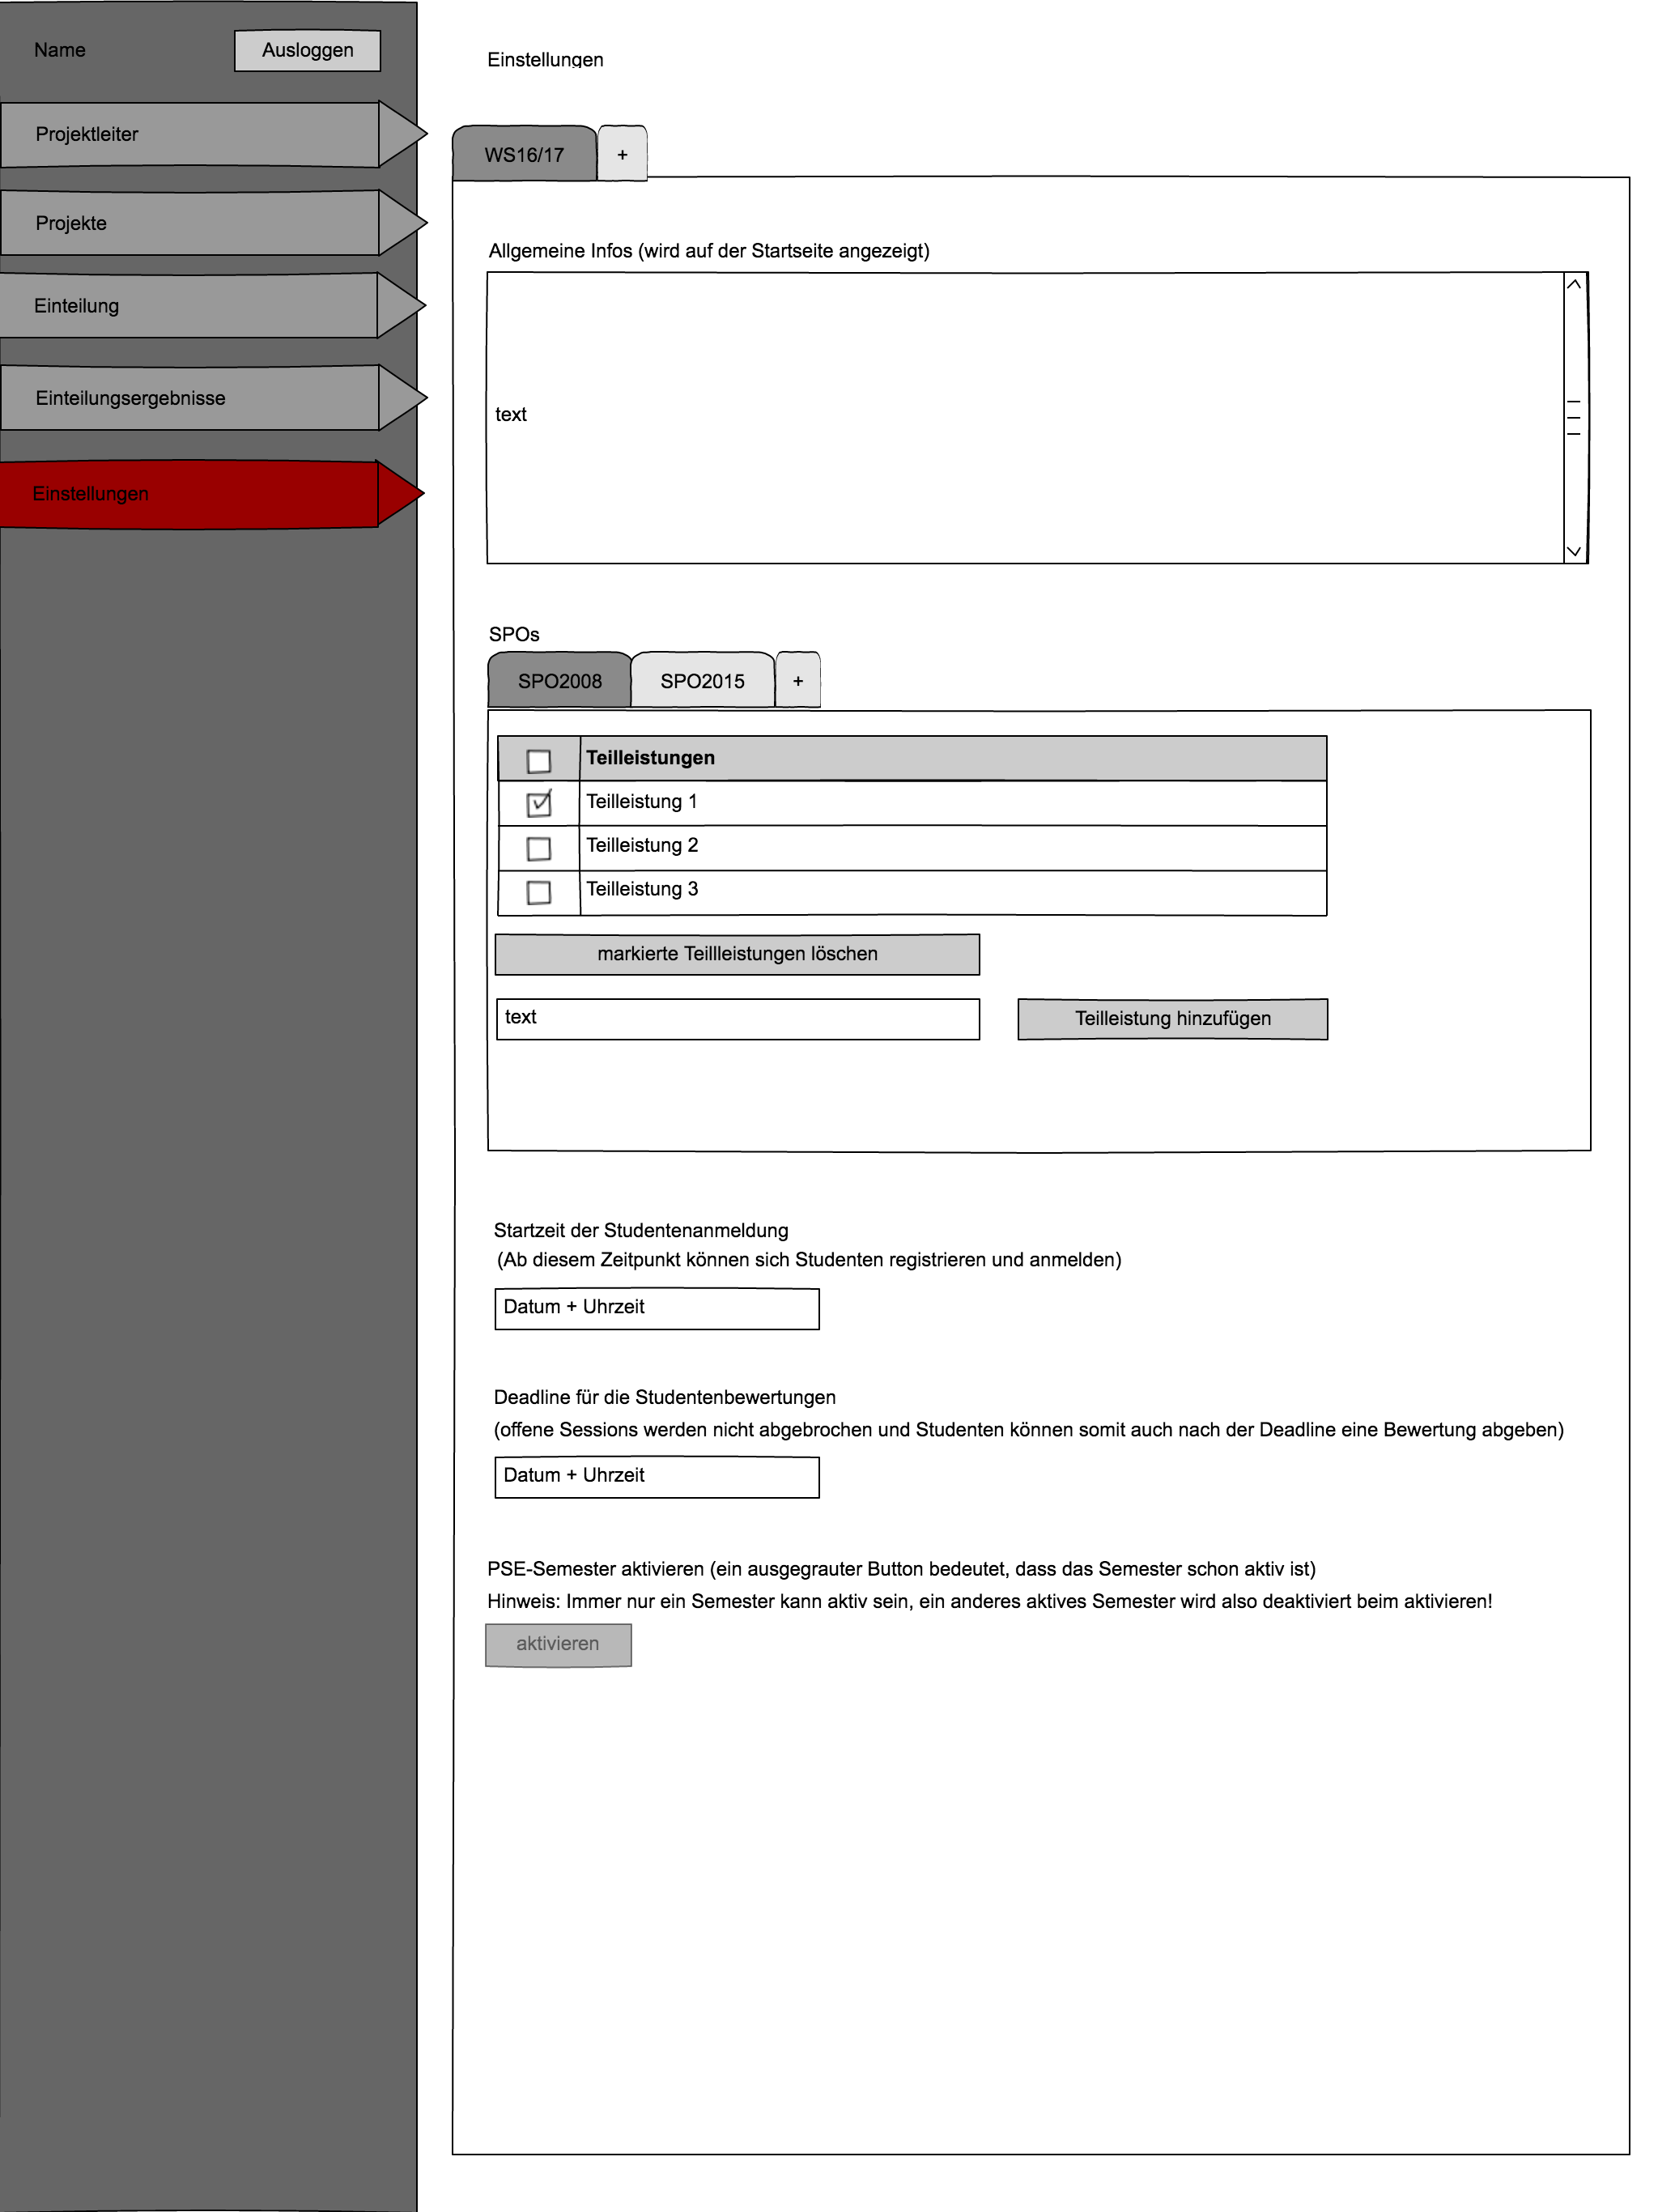 Name
Ausloggen
Projektleiter
Projekte
Einteilung
Einteilungsergebnisse
Einstellungen
Einstellungen
WS16/17
+
Allgemeine Infos (wird auf der Startseite angezeigt)
text
SPOs
SPO2008
SPO2015
+
Teilleistungen
Teilleistung 1
Teilleistung 2
Teilleistung 3
markierte Teillleistungen löschen
text
Teilleistung hinzufügen
Startzeit der Studentenanmeldung
(Ab diesem Zeitpunkt können sich Studenten registrieren und anmelden)
Datum + Uhrzeit
Deadline für die Studentenbewertungen
(offene Sessions werden nicht abgebrochen und Studenten können somit auch nach der Deadline eine Bewertung abgeben)
Datum + Uhrzeit
PSE-Semester aktivieren (ein ausgegrauter Button bedeutet, dass das Semester schon aktiv ist)
Hinweis: Immer nur ein Semester kann aktiv sein, ein anderes aktives Semester wird also deaktiviert beim aktivieren!
aktivieren